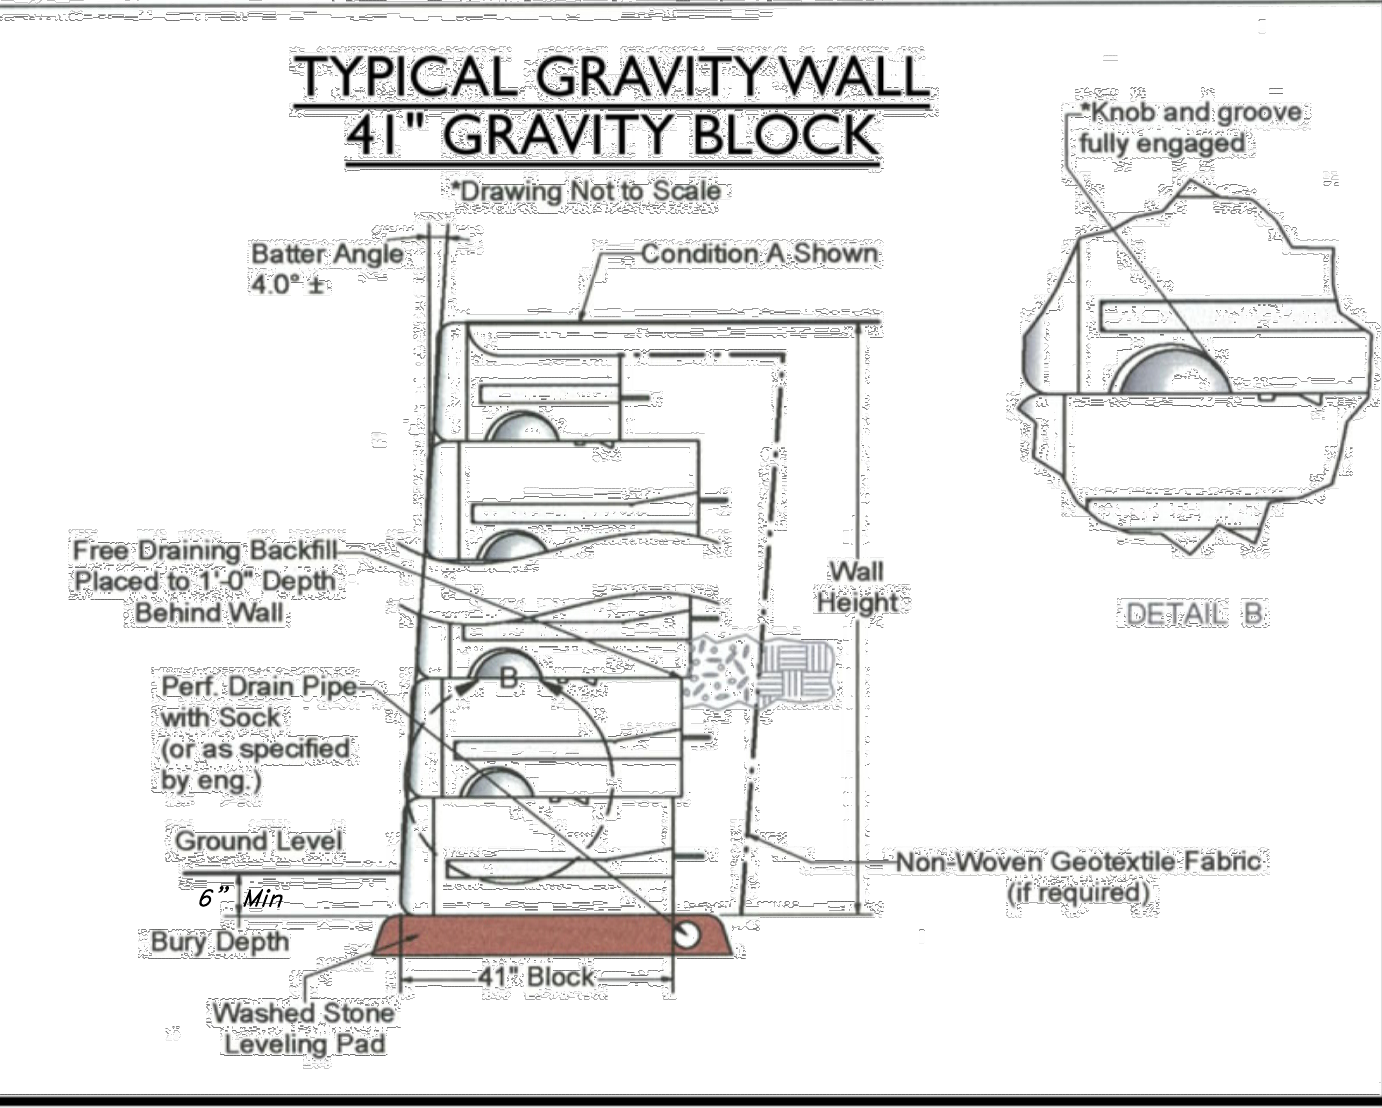 TYPICAL GRAVITY WALL
41" GRAVITY BLOCK
*Drawing Not to Scale
*Knob and groove
fully engaged
Batter Angle
4.0° ±
Condition A Shown
Free Draining Backfill
Placed to 1'-0" Depth
Behind Wall
Wall
Height
DETAIL B
B
Perf. Drain Pipe
with Sock
(or as specified
by eng.)
Ground Level
6” Min
Bury Depth
Non-Woven Geotextile Fabric
(if required)
41" Block
Washed Stone
Leveling Pad